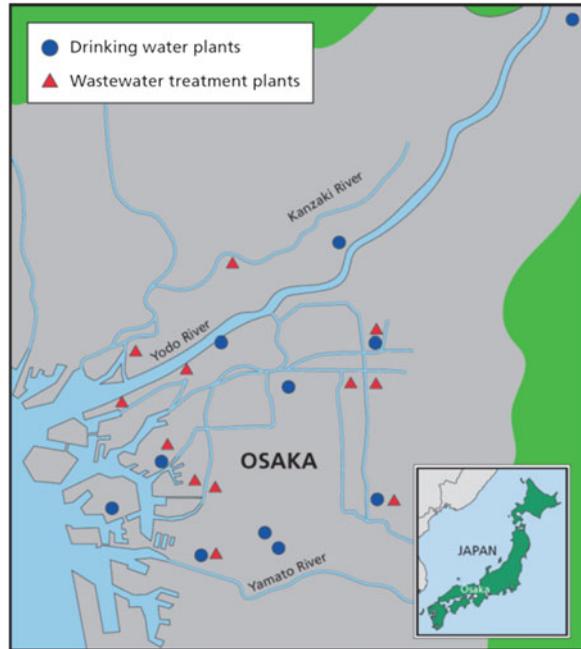 Drinking water plants
Wastewater treatment plants
Kanzaki River
Yodo River
OSAKA
Yamato River
JAPAN
Osaka